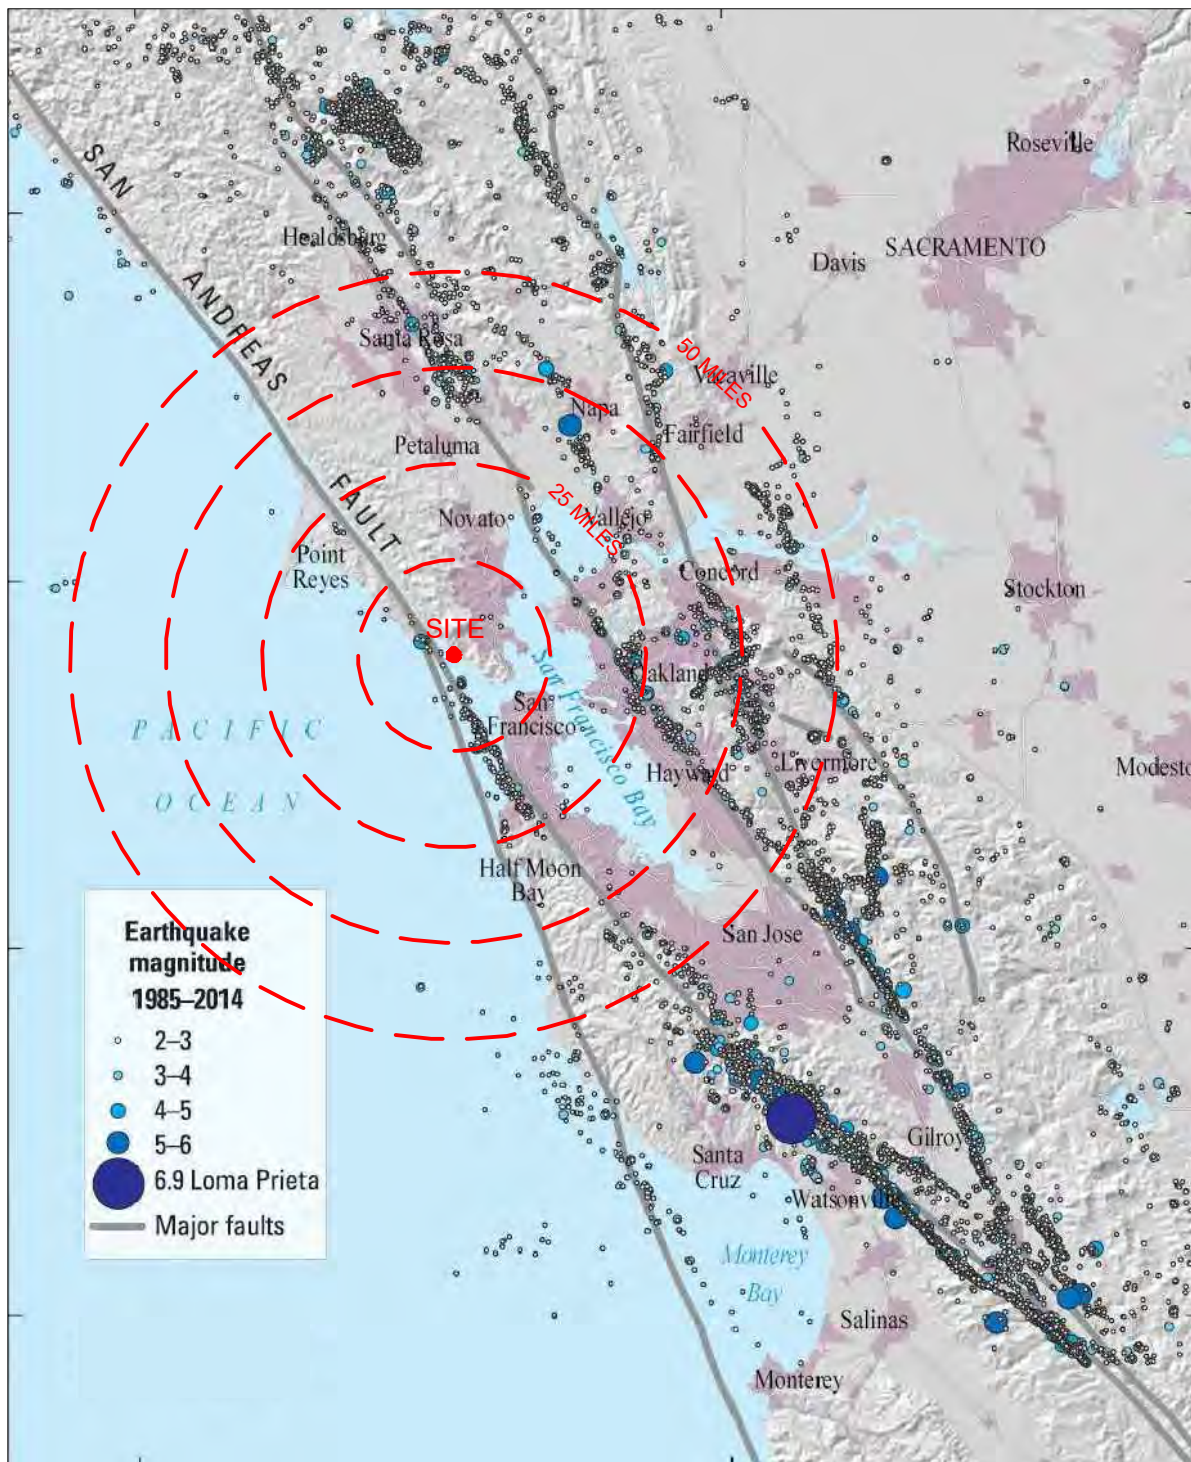 Roseville
SAN
Healdsburg
SACRAMENTO
Davis
ANDREAS
Santa Rosa
50 MILES
Vacaville
Napa
Fairfield
Petaluma
FAULT
25 MILES
Novato
Vallejo
Point
Reyes
Concord
Stockton
SITE
Oakland
San Francisco Bay
San
Francisco
PACIFIC
OCEAN
Hayward
Livermore
Modesto
Half Moon
Bay
San Jose
Earthquake
magnitude
1985–2014
2–3
3–4
4–5
5–6
6.9 Loma Prieta
Major faults
Gilroy
Santa
Cruz
Watsonville
Monterey
Bay
Salinas
Monterey